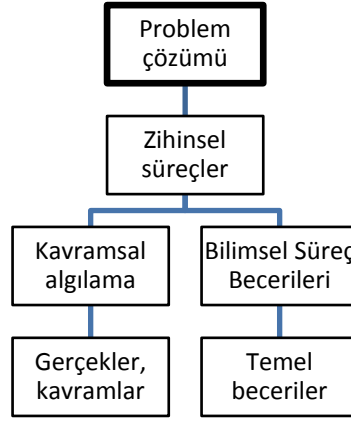 Problem
çözümü
Zihinsel
süreçler
Kavramsal
algılama
Bilimsel Süreç
Becerileri
Gerçekler,
kavramlar
Temel
beceriler